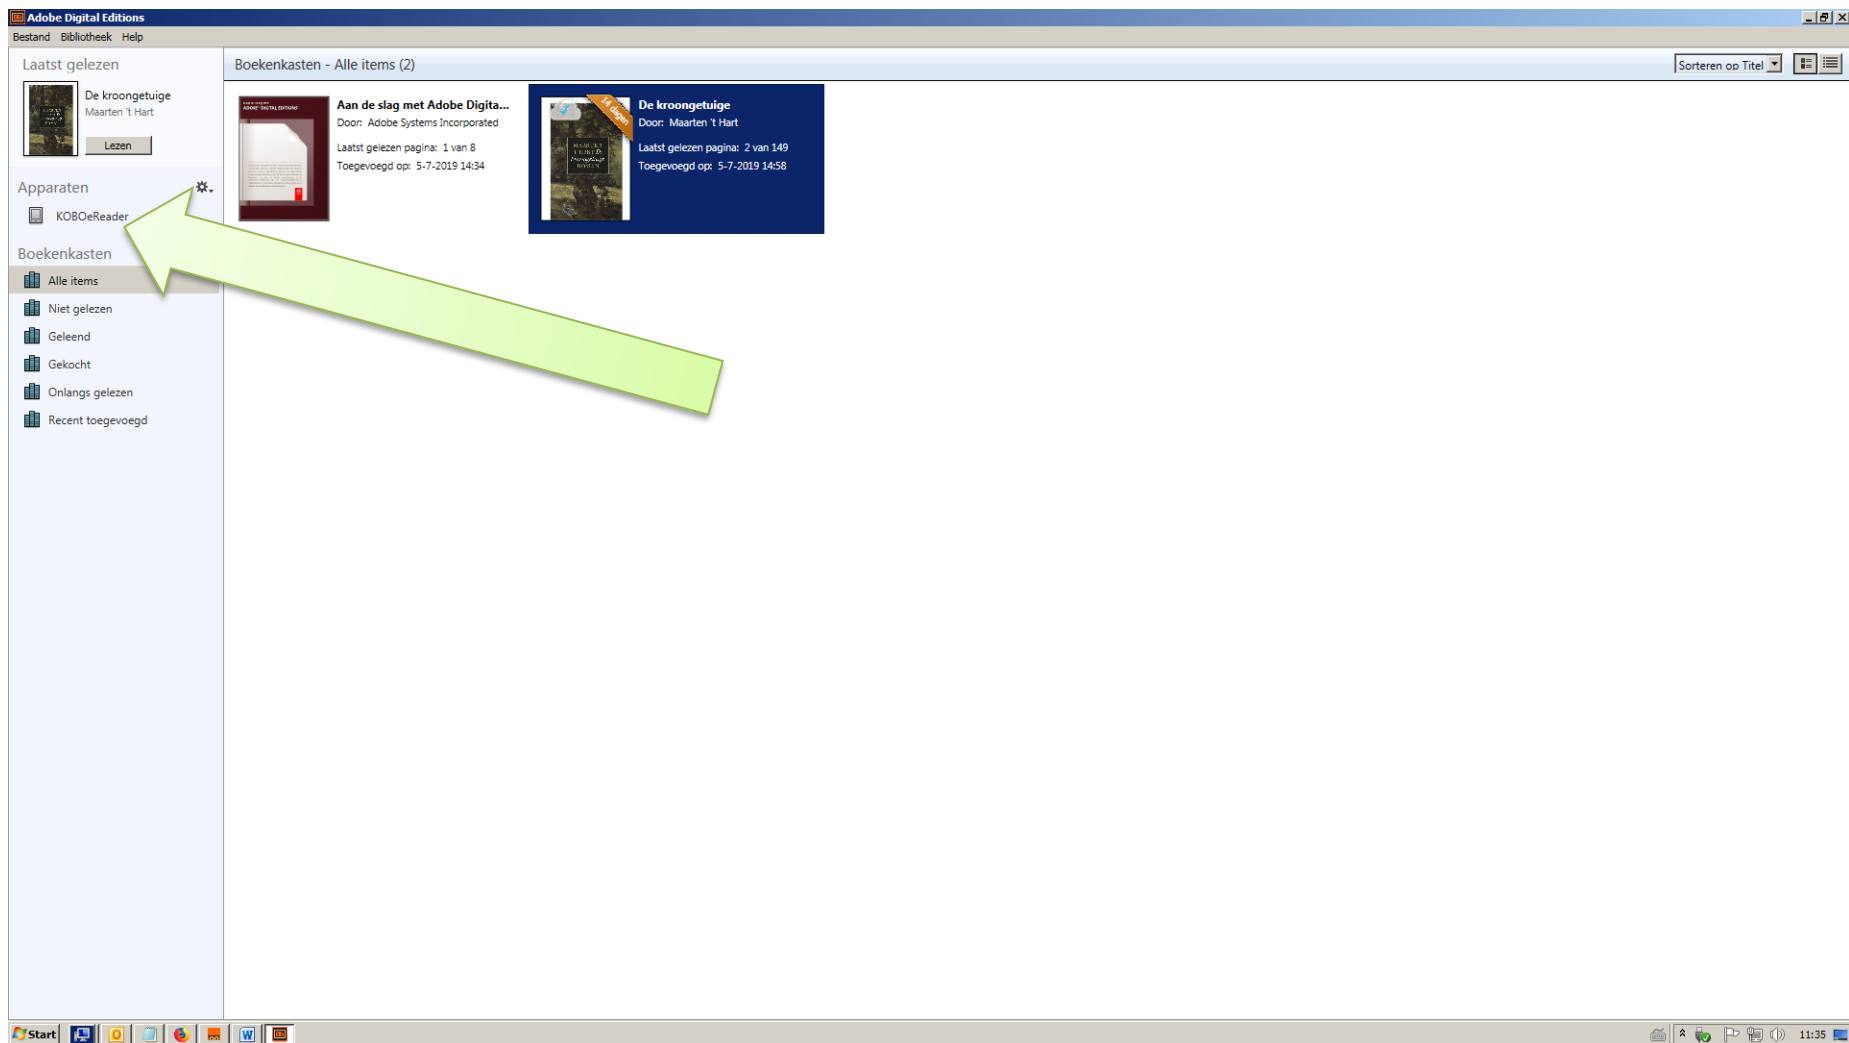 Adobe Digital Editions
Bestand Bibliotheek Help
Laatst gelezen
De kroongetuige
Maarten 't Hart
Lezen
Apparaten
KOBOeReader
Boekenkasten
Alle items
Niet gelezen
Geleend
Gekocht
Onlangs gelezen
Recent toegevoegd
Boekenkasten - Alle items (2)
Sorteren op Titel
Aan de slag met Adobe Digita...
Door: Adobe Systems Incorporated
Laatst gelezen pagina: 1 van 8
Toegevoegd op: 5-7-2019 14:34
14 dagen
De kroongetuige
Door: Maarten 't Hart
Laatst gelezen pagina: 2 van 149
Toegevoegd op: 5-7-2019 14:58
Start
11:35